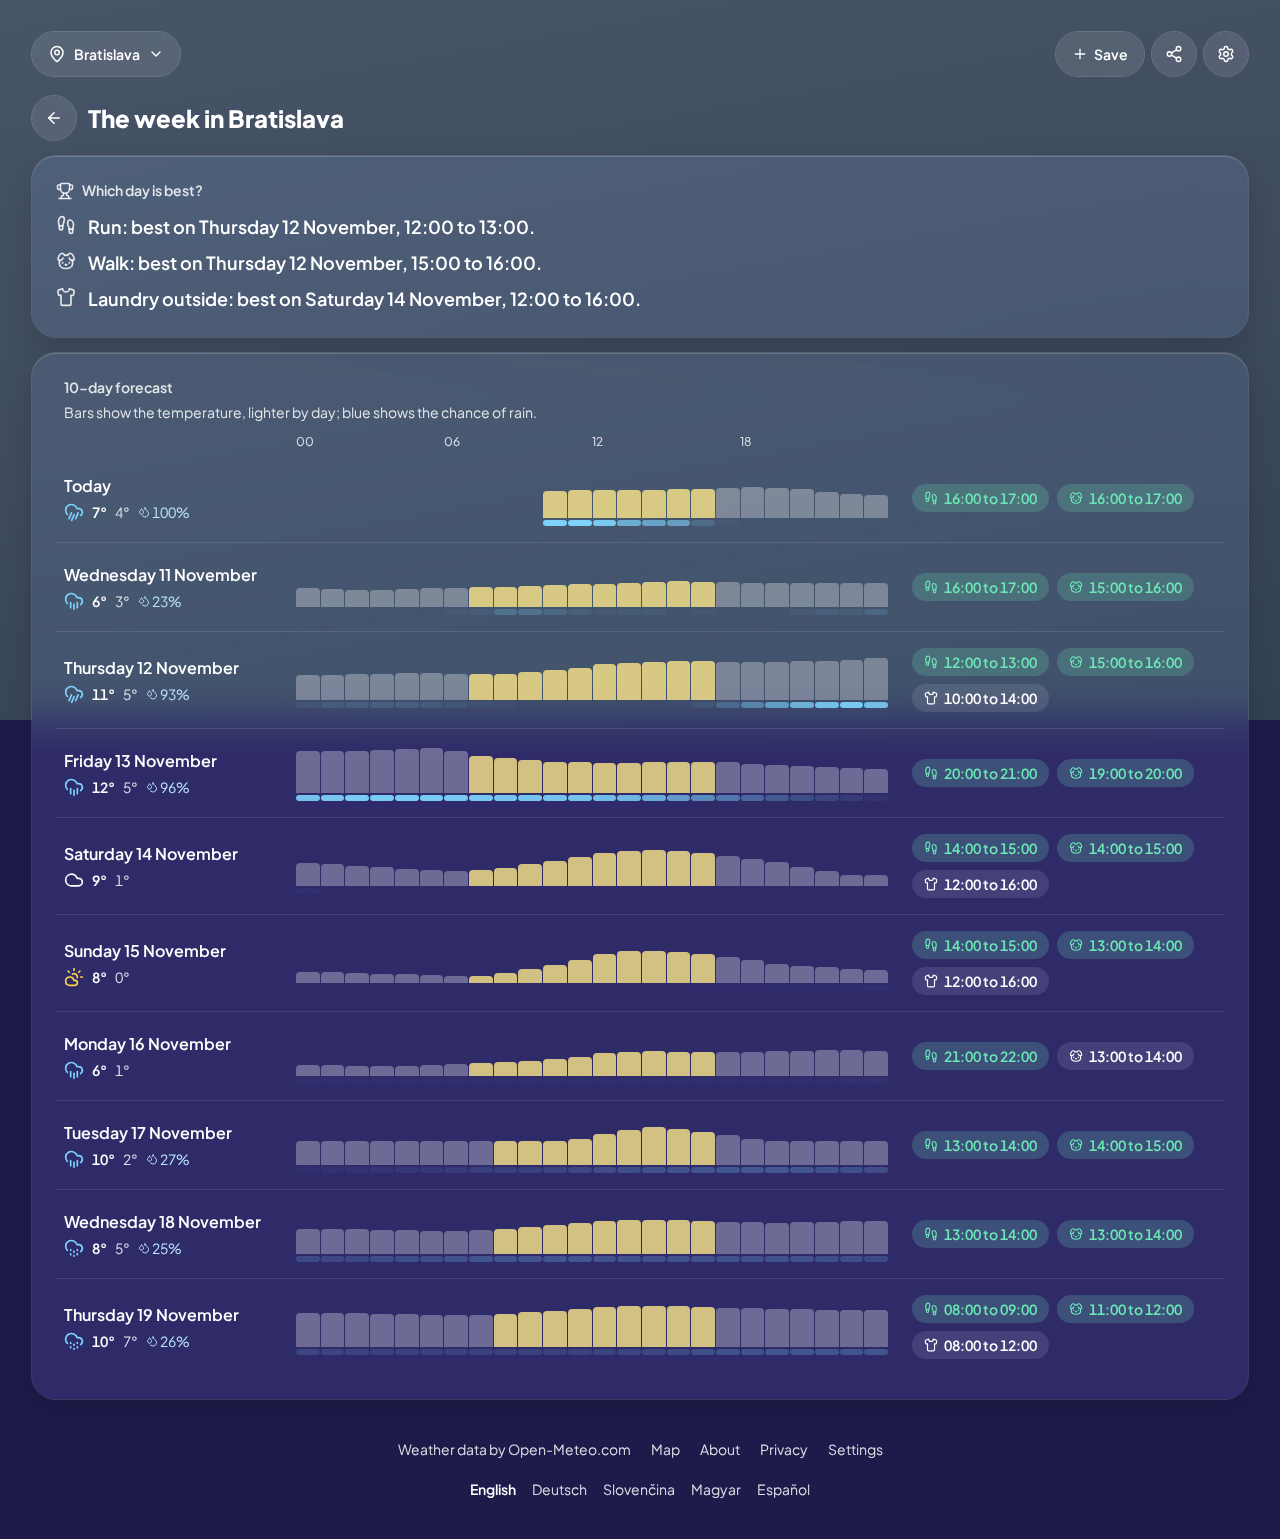 Bratislava
Save
The week in Bratislava
Which day is best?
Run: best on Thursday 12 November, 12:00 to 13:00.
Walk: best on Thursday 12 November, 15:00 to 16:00.
Laundry outside: best on Saturday 14 November, 12:00 to 16:00.
10-day forecast
Bars show the temperature, lighter by day; blue shows the chance of rain.
00 06 12 18
Today
7° 4° 100%
16:00 to 17:00 16:00 to 17:00
Wednesday 11 November
6° 3° 23%
16:00 to 17:00 15:00 to 16:00
Thursday 12 November
11° 5° 93%
12:00 to 13:00 15:00 to 16:00
10:00 to 14:00
Friday 13 November
12° 5° 96%
20:00 to 21:00 19:00 to 20:00
Saturday 14 November
9° 1°
14:00 to 15:00 14:00 to 15:00
12:00 to 16:00
Sunday 15 November
8° 0°
14:00 to 15:00 13:00 to 14:00
12:00 to 16:00
Monday 16 November
6° 1°
21:00 to 22:00 13:00 to 14:00
Tuesday 17 November
10° 2° 27%
13:00 to 14:00 14:00 to 15:00
Wednesday 18 November
8° 5° 25%
13:00 to 14:00 13:00 to 14:00
Thursday 19 November
10° 7° 26%
08:00 to 09:00 11:00 to 12:00
08:00 to 12:00
Weather data by Open-Meteo.com Map About Privacy Settings
English Deutsch Slovenčina Magyar Español